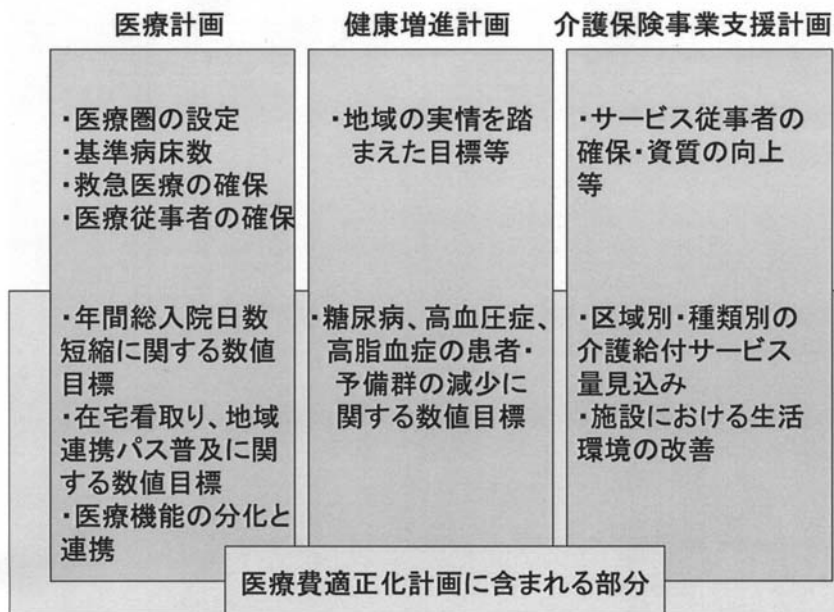 医療計画
健康増進計画
介護保険事業支援計画
・医療圏の設定
・基準病床数
・救急医療の確保
・医療従事者の確保
・地域の実情を踏
まえた目標等
・サービス従事者の
確保・資質の向上
等
・年間総入院日数
短縮に関する数値
目標
・在宅看取り、地域
連携パス普及に関
する数値目標
・医療機能の分化と
連携
・糖尿病、高血圧症、
高脂血症の患者・
予備群の減少に
関する数値目標
・区域別・種類別の
介護給付サービス
量見込み
・施設における生活
環境の改善
医療費適正化計画に含まれる部分